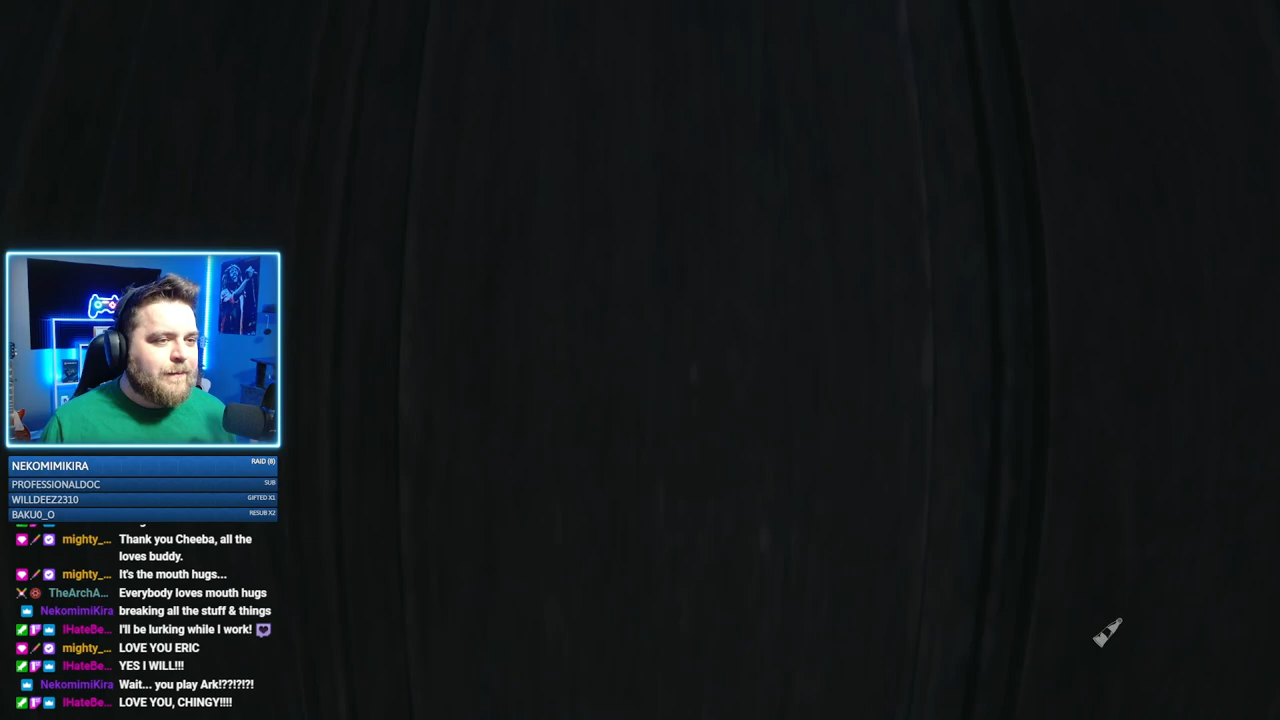 NEKOMIMIKIRA RAID (8)
PROFESSIONALDOC SUB
WILLDEEZ2310 GIFTED X1
BAKU0_O RESUB X2
mighty_... Thank you Cheeba, all the
loves buddy.
mighty_... It's the mouth hugs...
TheArchA... Everybody loves mouth hugs
NekomimiKira breaking all the stuff & things
IHateBe... I'll be lurking while I work!
mighty_... LOVE YOU ERIC
IHateBe... YES I WILL!!!
NekomimiKira Wait... you play Ark!??!?!?!
IHateBe... LOVE YOU, CHINGY!!!!